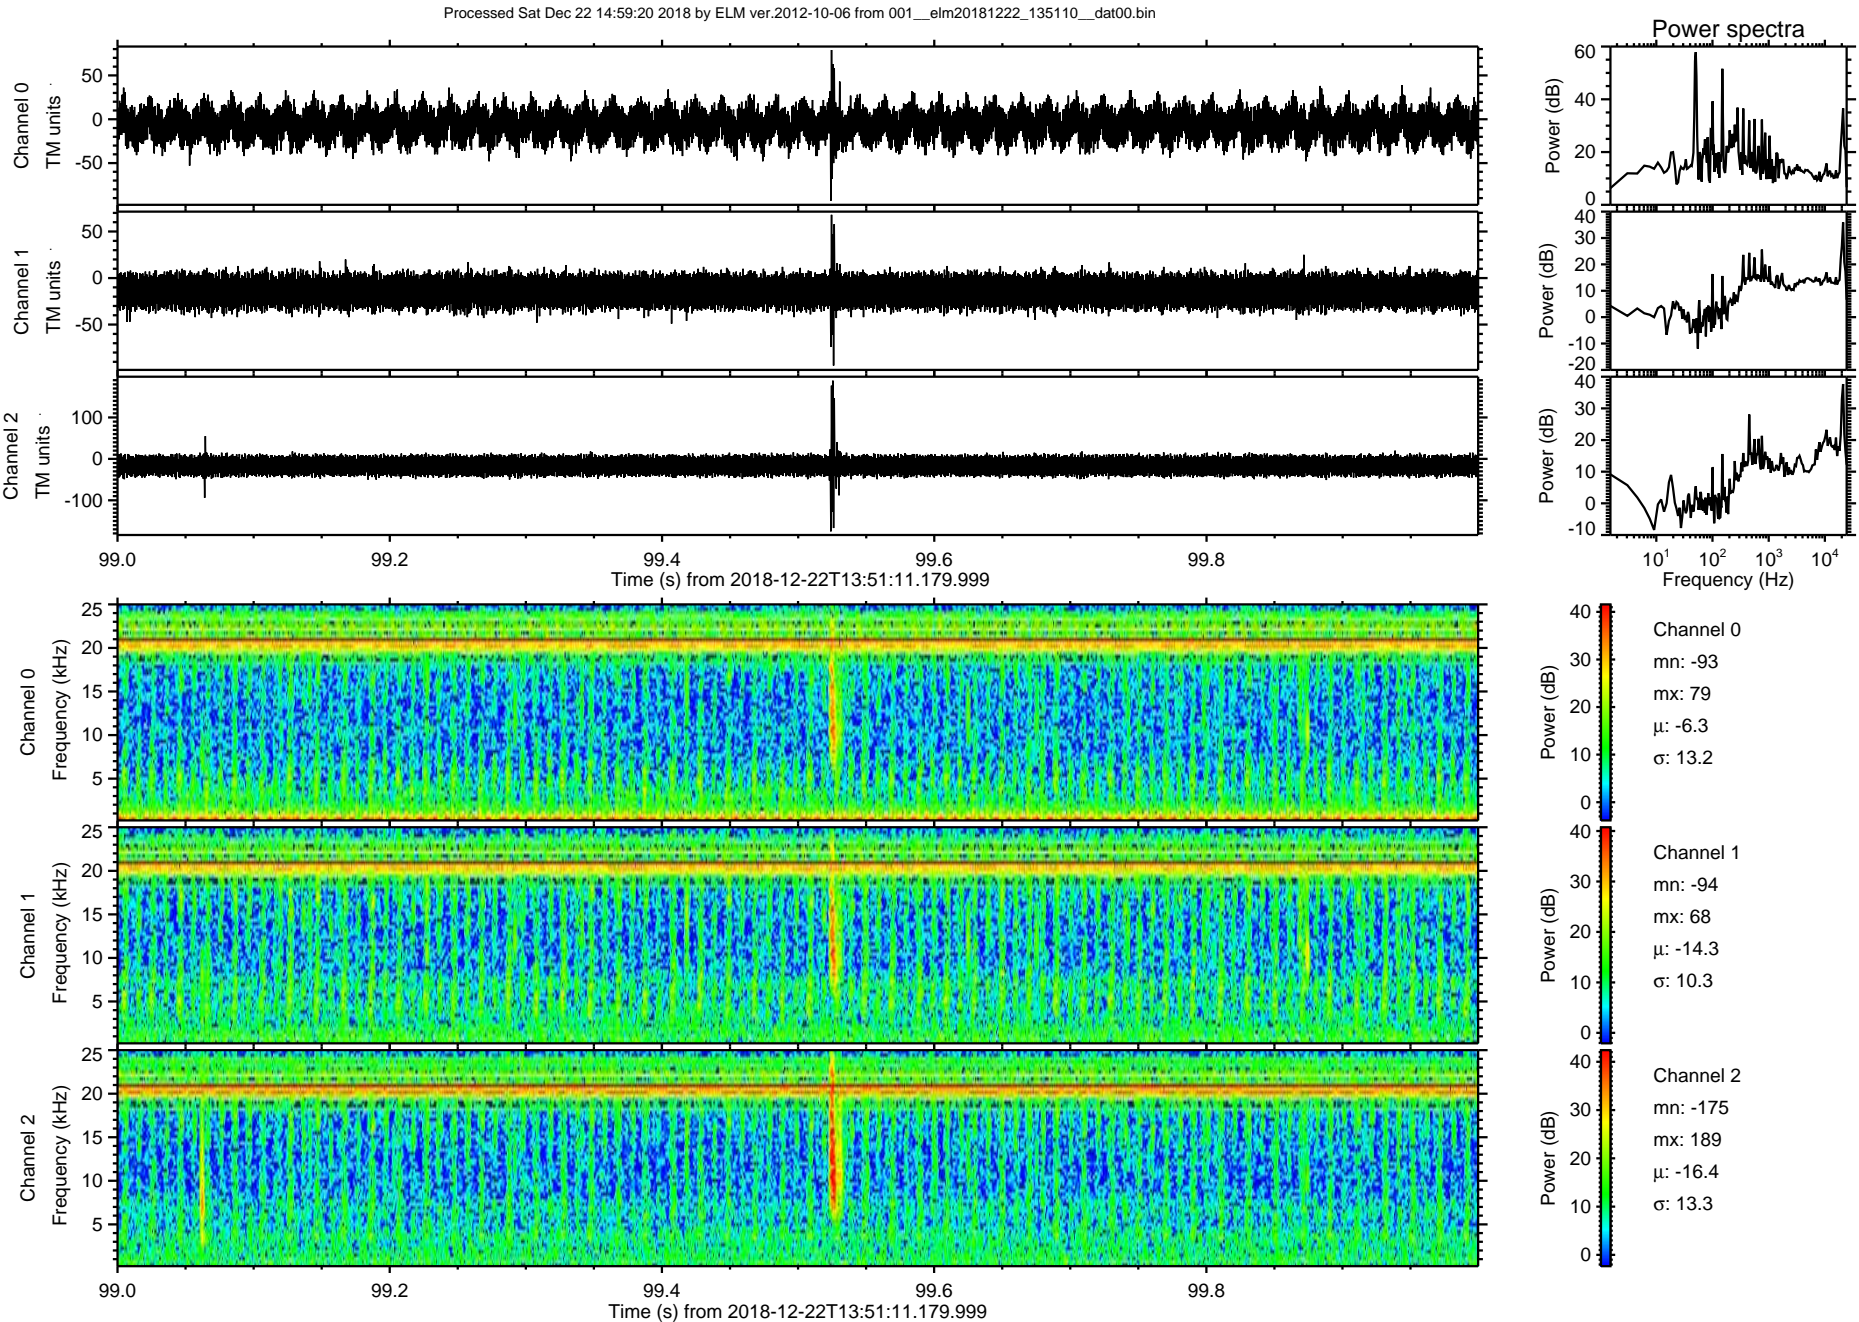 Processed Sat Dec 22 14:59:20 2018 by ELM ver.2012-10-06 from 001__elm20181222_135110__dat00.bin
Power spectra
Channel 0
TM units
50
0
-50
Power (dB)
60
40
20
0
Channel 1
TM units
50
0
-50
Power (dB)
40
30
20
10
0
-10
-20
Channel 2
TM units
100
0
-100
Power (dB)
40
30
20
10
0
-10
99.0 99.2 99.4 99.6 99.8
Time (s) from 2018-12-22T13:51:11.179.999
10^1 10^2 10^3 10^4
Frequency (Hz)
Channel 0
Frequency (kHz)
25
20
15
10
5
Power (dB)
40
30
20
10
0
Channel 0
mn: -93
mx: 79
µ: -6.3
σ: 13.2
Channel 1
Frequency (kHz)
25
20
15
10
5
Power (dB)
40
30
20
10
0
Channel 1
mn: -94
mx: 68
µ: -14.3
σ: 10.3
Channel 2
Frequency (kHz)
25
20
15
10
5
Power (dB)
40
30
20
10
0
Channel 2
mn: -175
mx: 189
µ: -16.4
σ: 13.3
99.0 99.2 99.4 99.6 99.8
Time (s) from 2018-12-22T13:51:11.179.999